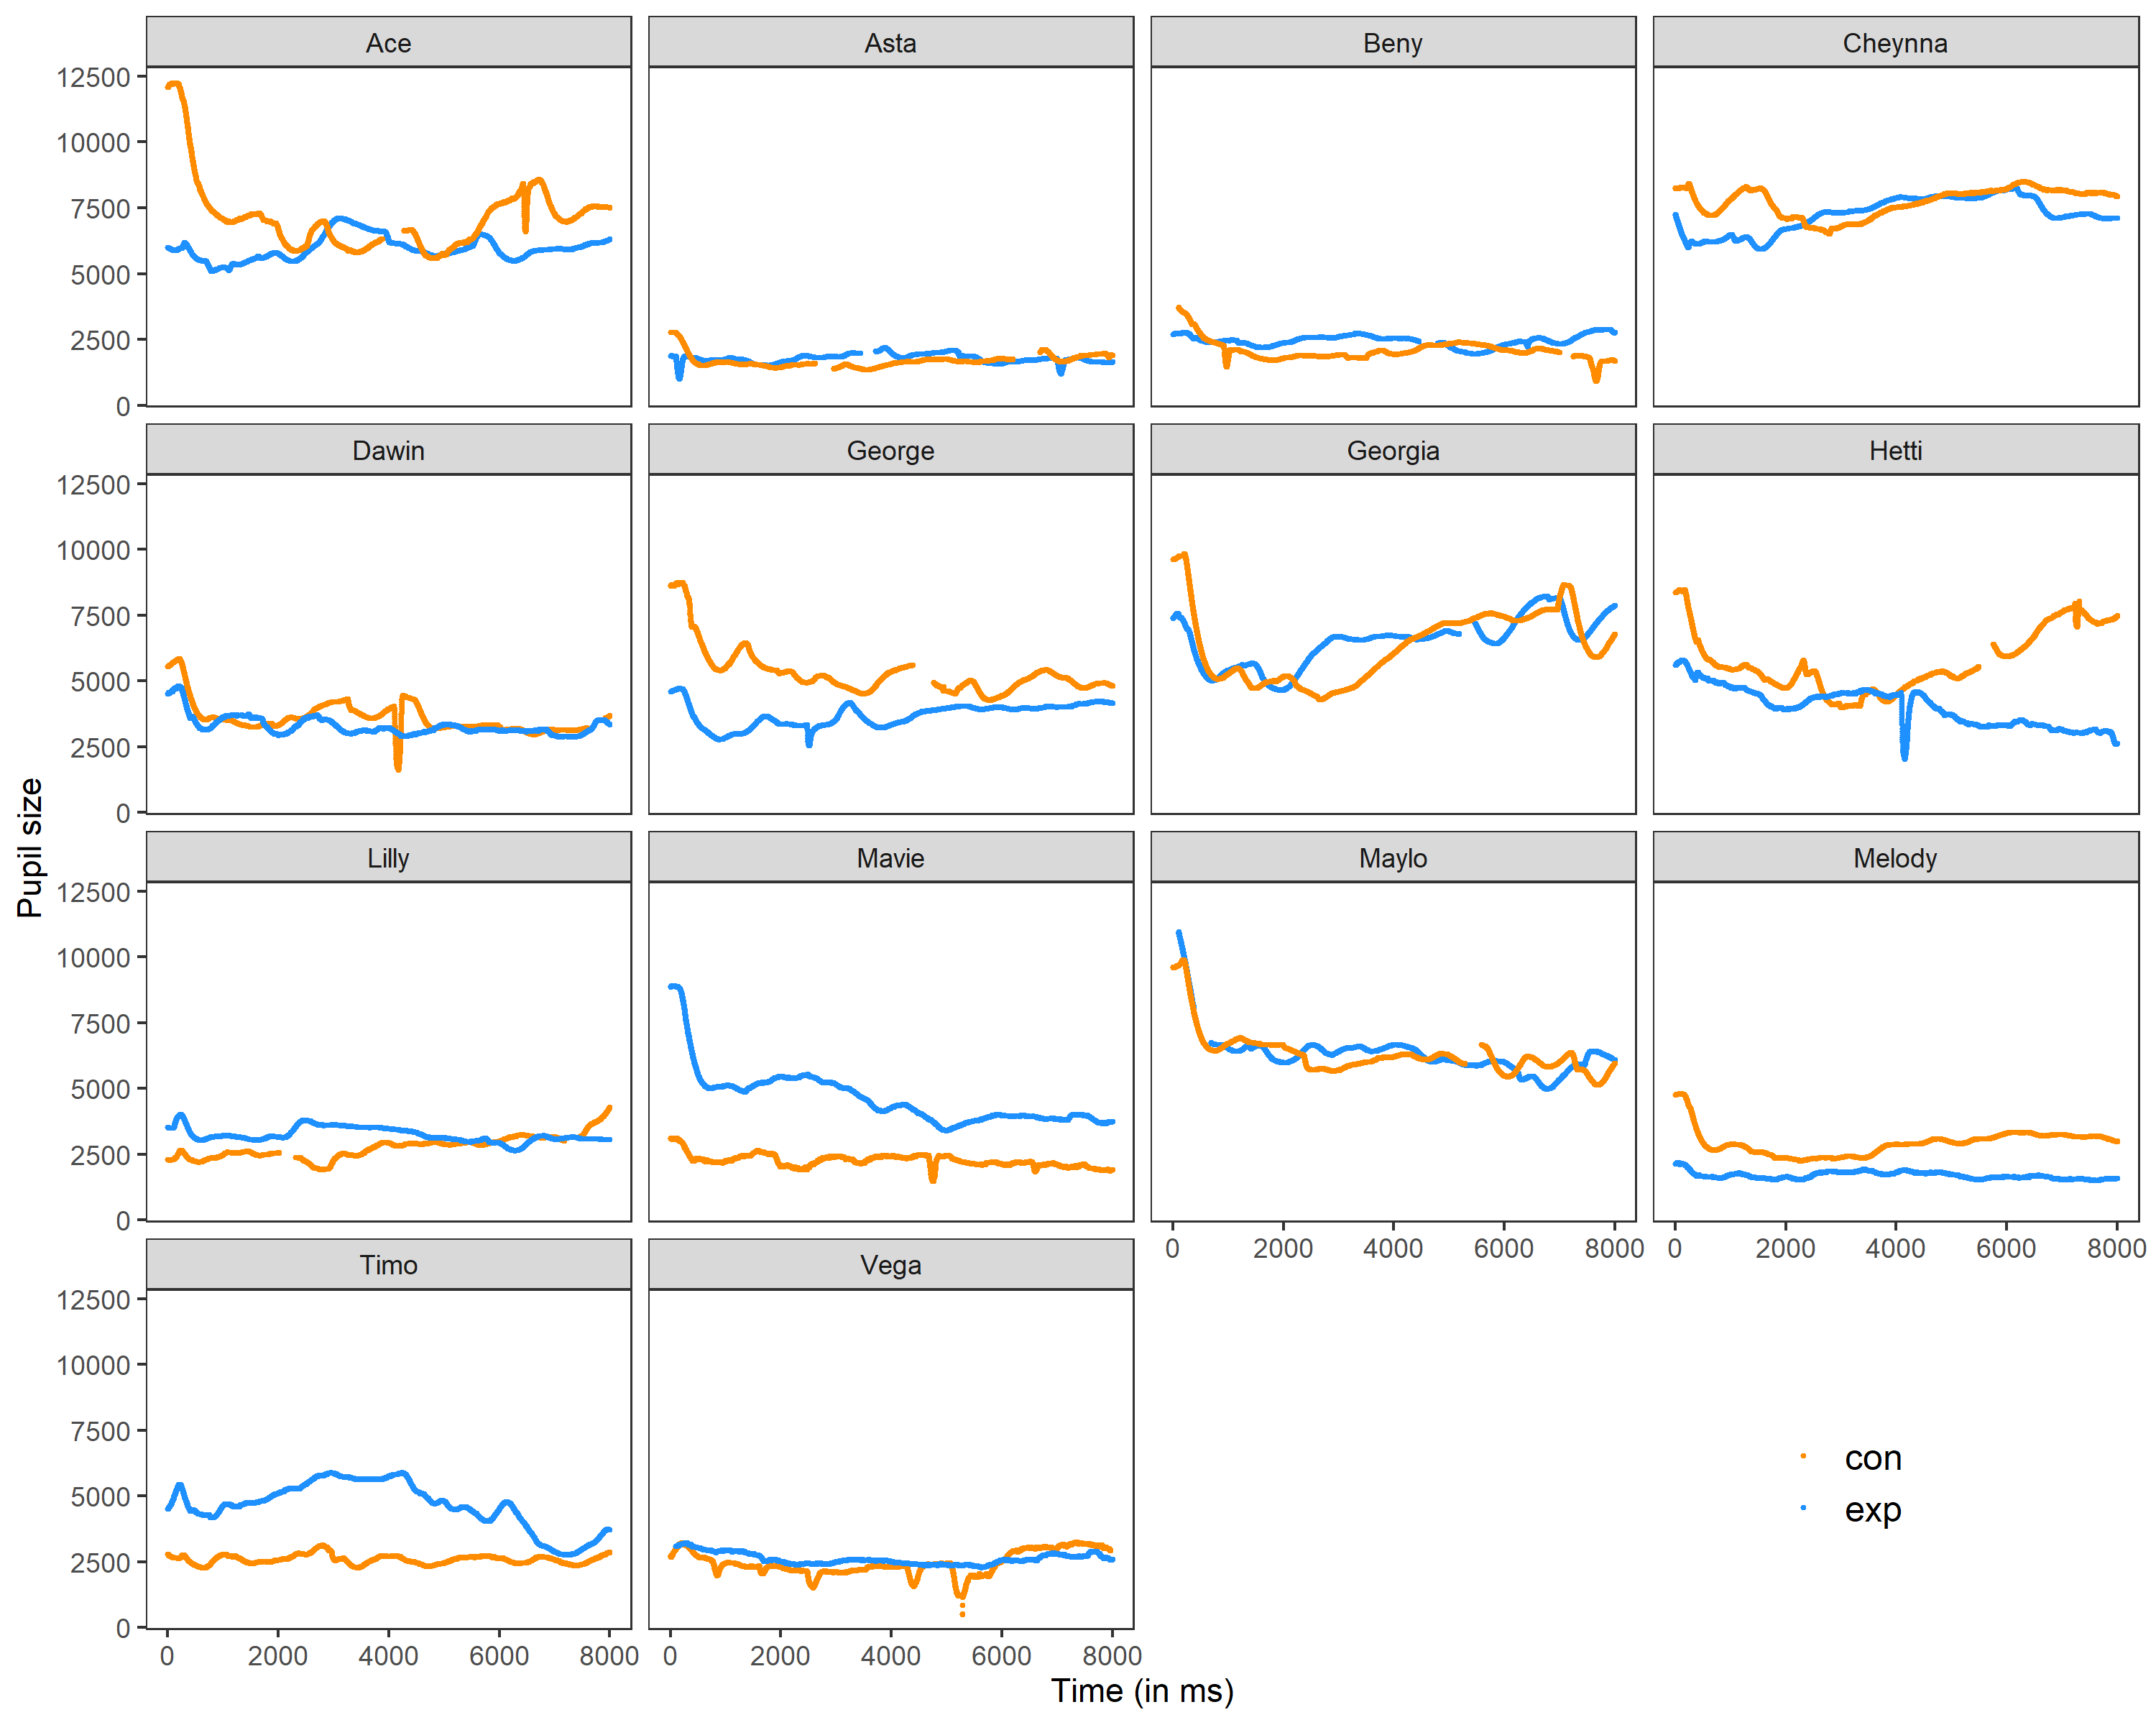 Ace Asta Beny Cheynna
12500
10000
7500
5000
2500
0
Dawin George Georgia Hetti
12500
10000
7500
5000
2500
0
Pupil size
Lilly Mavie Maylo Melody
12500
10000
7500
5000
2500
0
0 2000 4000 6000 8000 0 2000 4000 6000 8000
Timo Vega
12500
10000
7500
5000
2500
0
con
exp
0 2000 4000 6000 8000 0 2000 4000 6000 8000
Time (in ms)